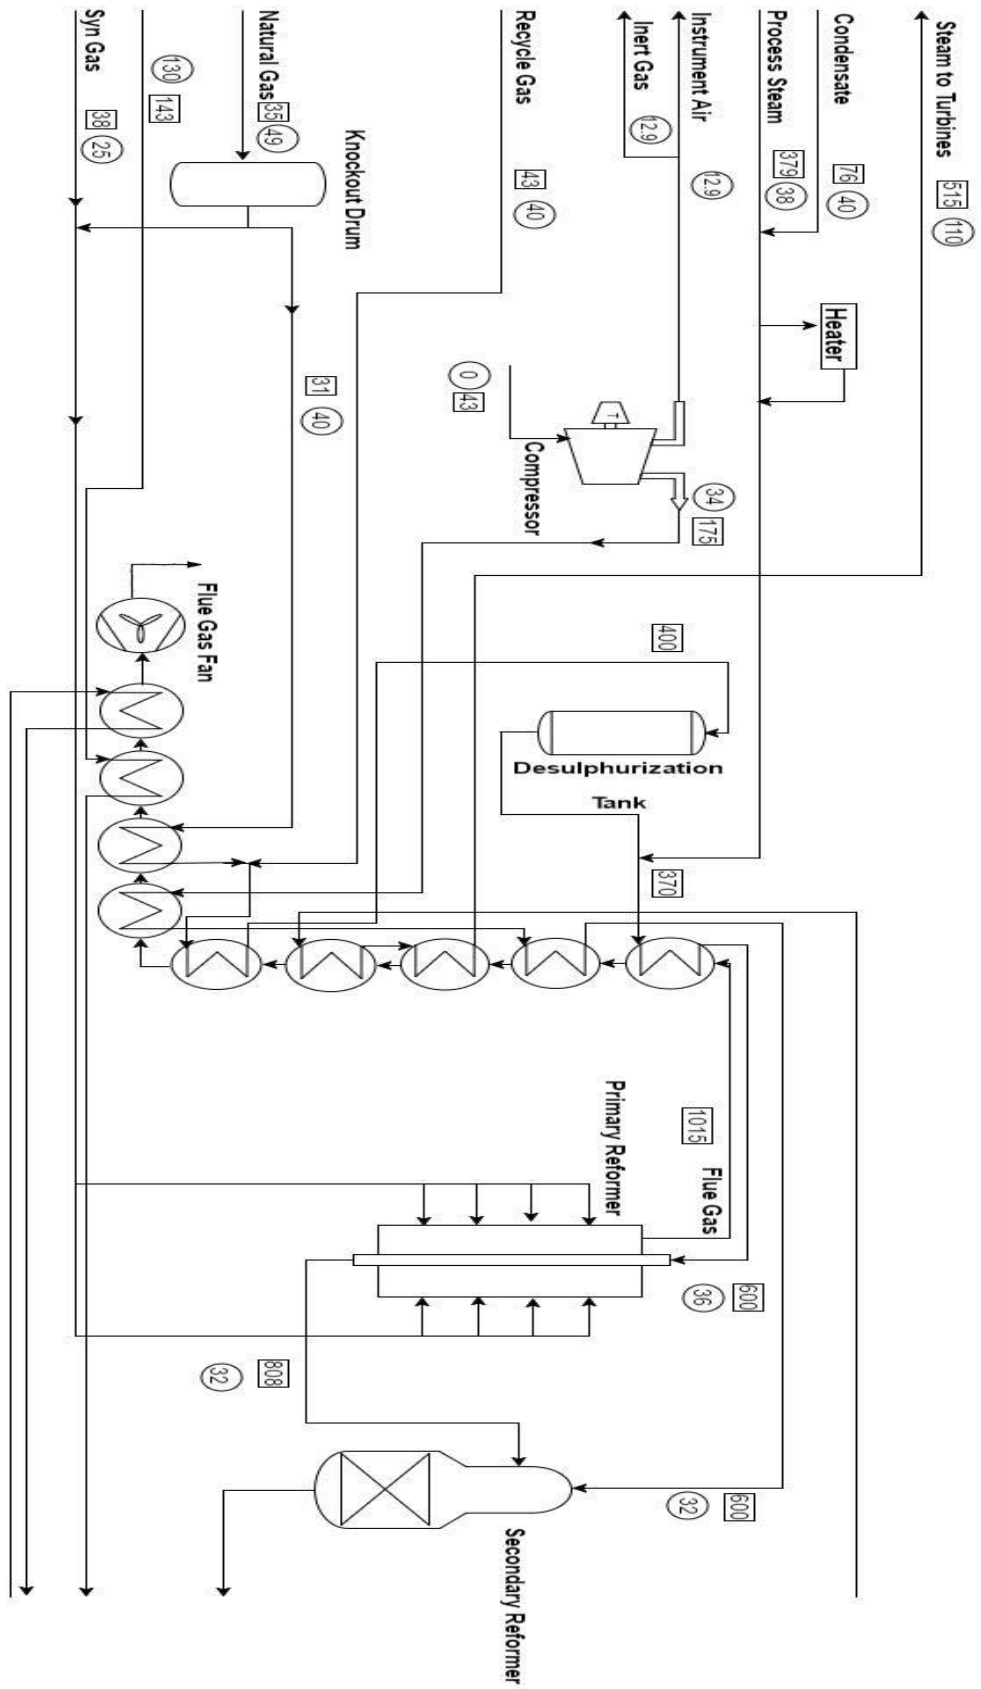 Steam to Turbines
515
110
Condensate
76
40
Process Steam
379
38
Instrument Air
12.9
Inert Gas
12.9
Recycle Gas
43
40
Natural Gas
35
49
Knockout Drum
130
143
Syn Gas
38
25
Heater
31
40
0
43
T
Compressor
34
175
Flue Gas Fan
400
Desulphurization
Tank
370
1015
Flue Gas
Primary Reformer
600
36
808
32
600
32
Secondary Reformer